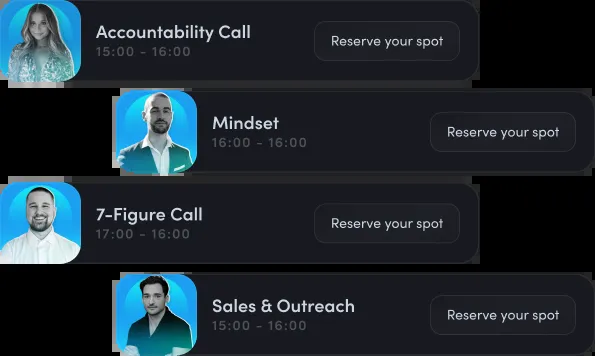 Accountability Call
15:00 - 16:00
Reserve your spot
Mindset
16:00 - 16:00
Reserve your spot
7-Figure Call
17:00 - 16:00
Reserve your spot
Sales & Outreach
15:00 - 16:00
Reserve your spot